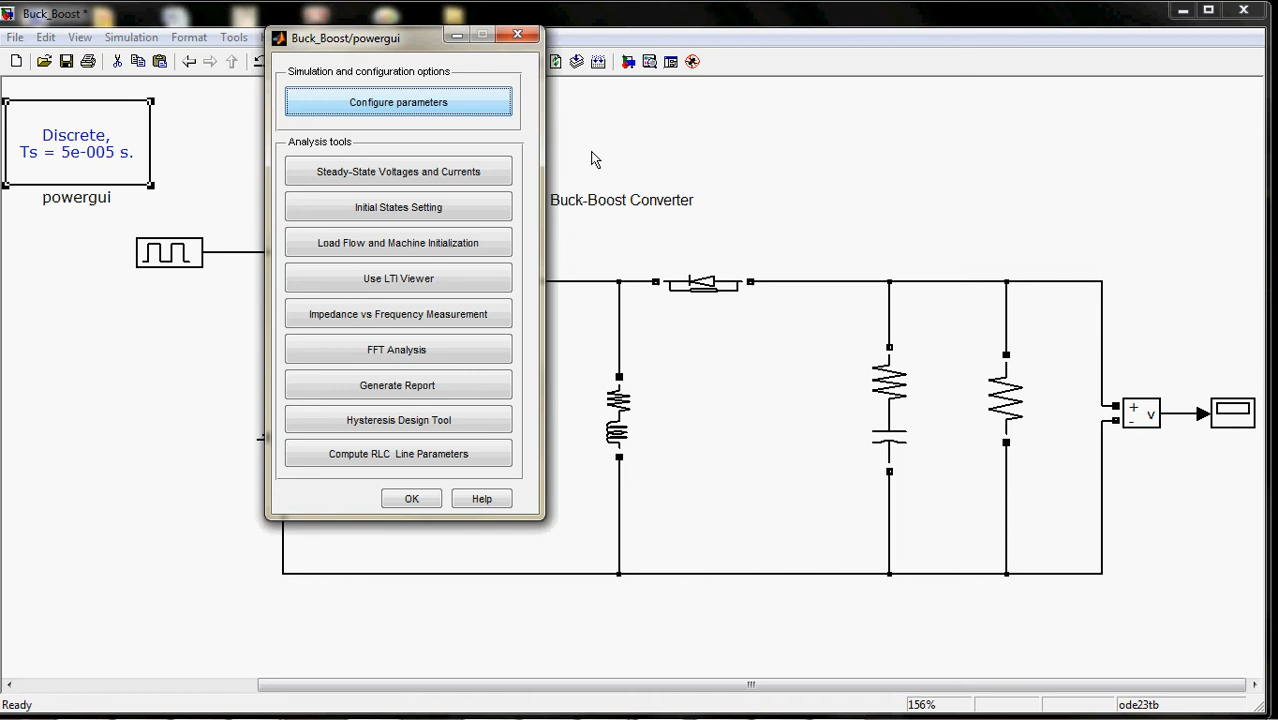 Buck_Boost *
File Edit View Simulation Format Tools
Buck_Boost/powergui
Simulation and configuration options
Configure parameters
Analysis tools
Steady-State Voltages and Currents
Initial States Setting
Load Flow and Machine Initialization
Use LTI Viewer
Impedance vs Frequency Measurement
FFT Analysis
Generate Report
Hysteresis Design Tool
Compute RLC Line Parameters
OK Help
Discrete,
Ts = 5e-005 s.
powergui
Buck-Boost Converter
+
-
v
Ready 156% ode23tb